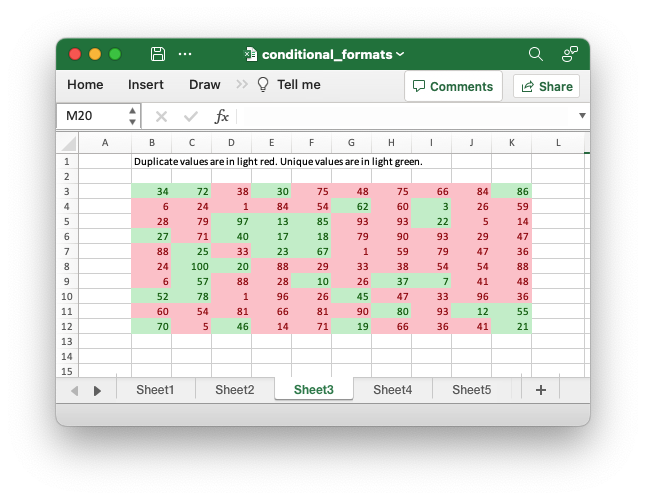 conditional_formats
Home Insert Draw Tell me Comments Share
M20 fx
A B C D E F G H I J K L
1 Duplicate values are in light red. Unique values are in light green.
2
3 34 72 38 30 75 48 75 66 84 86
4 6 24 1 84 54 62 60 3 26 59
5 28 79 97 13 85 93 93 22 5 14
6 27 71 40 17 18 79 90 93 29 47
7 88 25 33 23 67 1 59 79 47 36
8 24 100 20 88 29 33 38 54 54 88
9 6 57 88 28 10 26 37 7 41 48
10 52 78 1 96 26 45 47 33 96 36
11 60 54 81 66 81 90 80 93 12 55
12 70 5 46 14 71 19 66 36 41 21
13
14
15
Sheet1 Sheet2 Sheet3 Sheet4 Sheet5 +